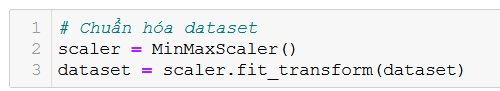 1 # Chuẩn hóa dataset
2 scaler = MinMaxScaler()
3 dataset = scaler.fit_transform(dataset)